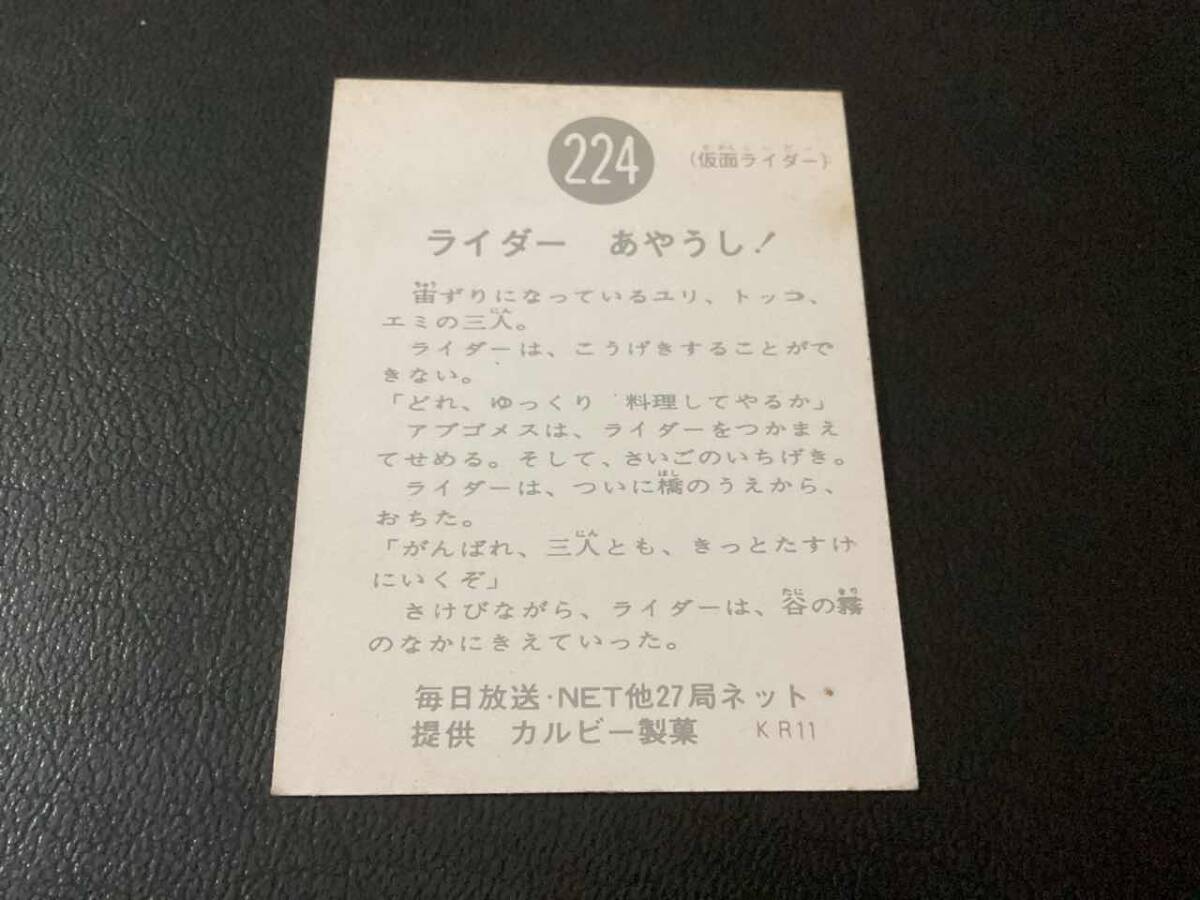 224
(仮面ライダー)
ライダー あやうし!
宙ずりになっているユリ、トッコ、
エミの三人。
ライダーは、こうげきすることがで
きない。
「どれ、ゆっくり 料理してやるか」
アブゴメスは、ライダーをつかまえ
てせめる。そして、さいごのいちげき。
ライダーは、ついに橋のうえから、
おちた。
「がんばれ、三人とも、きっとたすけ
にいくぞ」
さけびながら、ライダーは、谷の霧
のなかにきえていった。
毎日放送・NET他27局ネット
提供 カルビー製菓 KR11